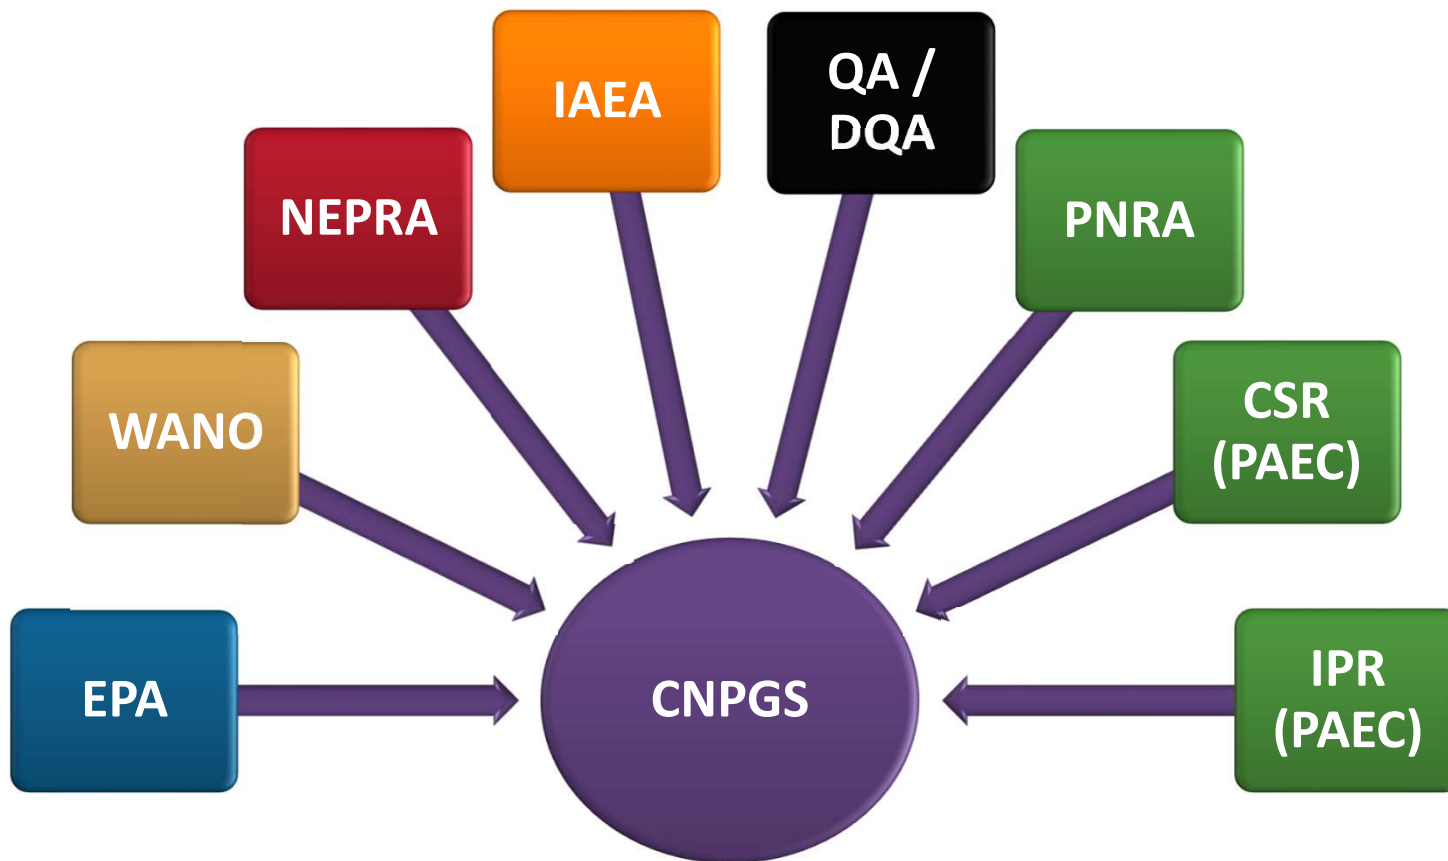 IAEA
QA /
DQA
NEPRA
PNRA
WANO
CSR
(PAEC)
EPA
CNPGS
IPR
(PAEC)